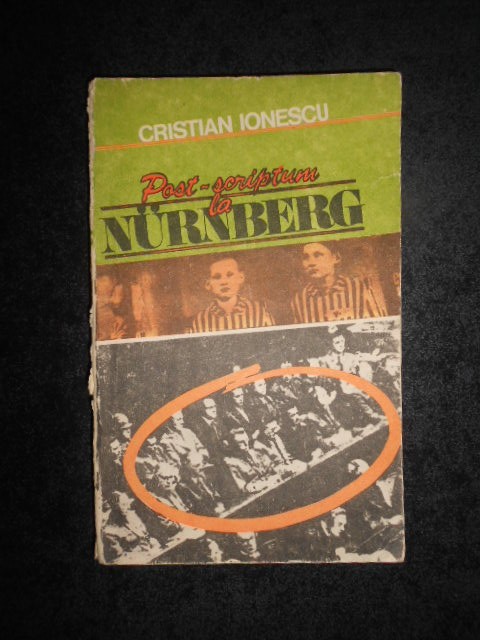 CRISTIAN IONESCU
Post-scriptum
la
NÜRNBERG